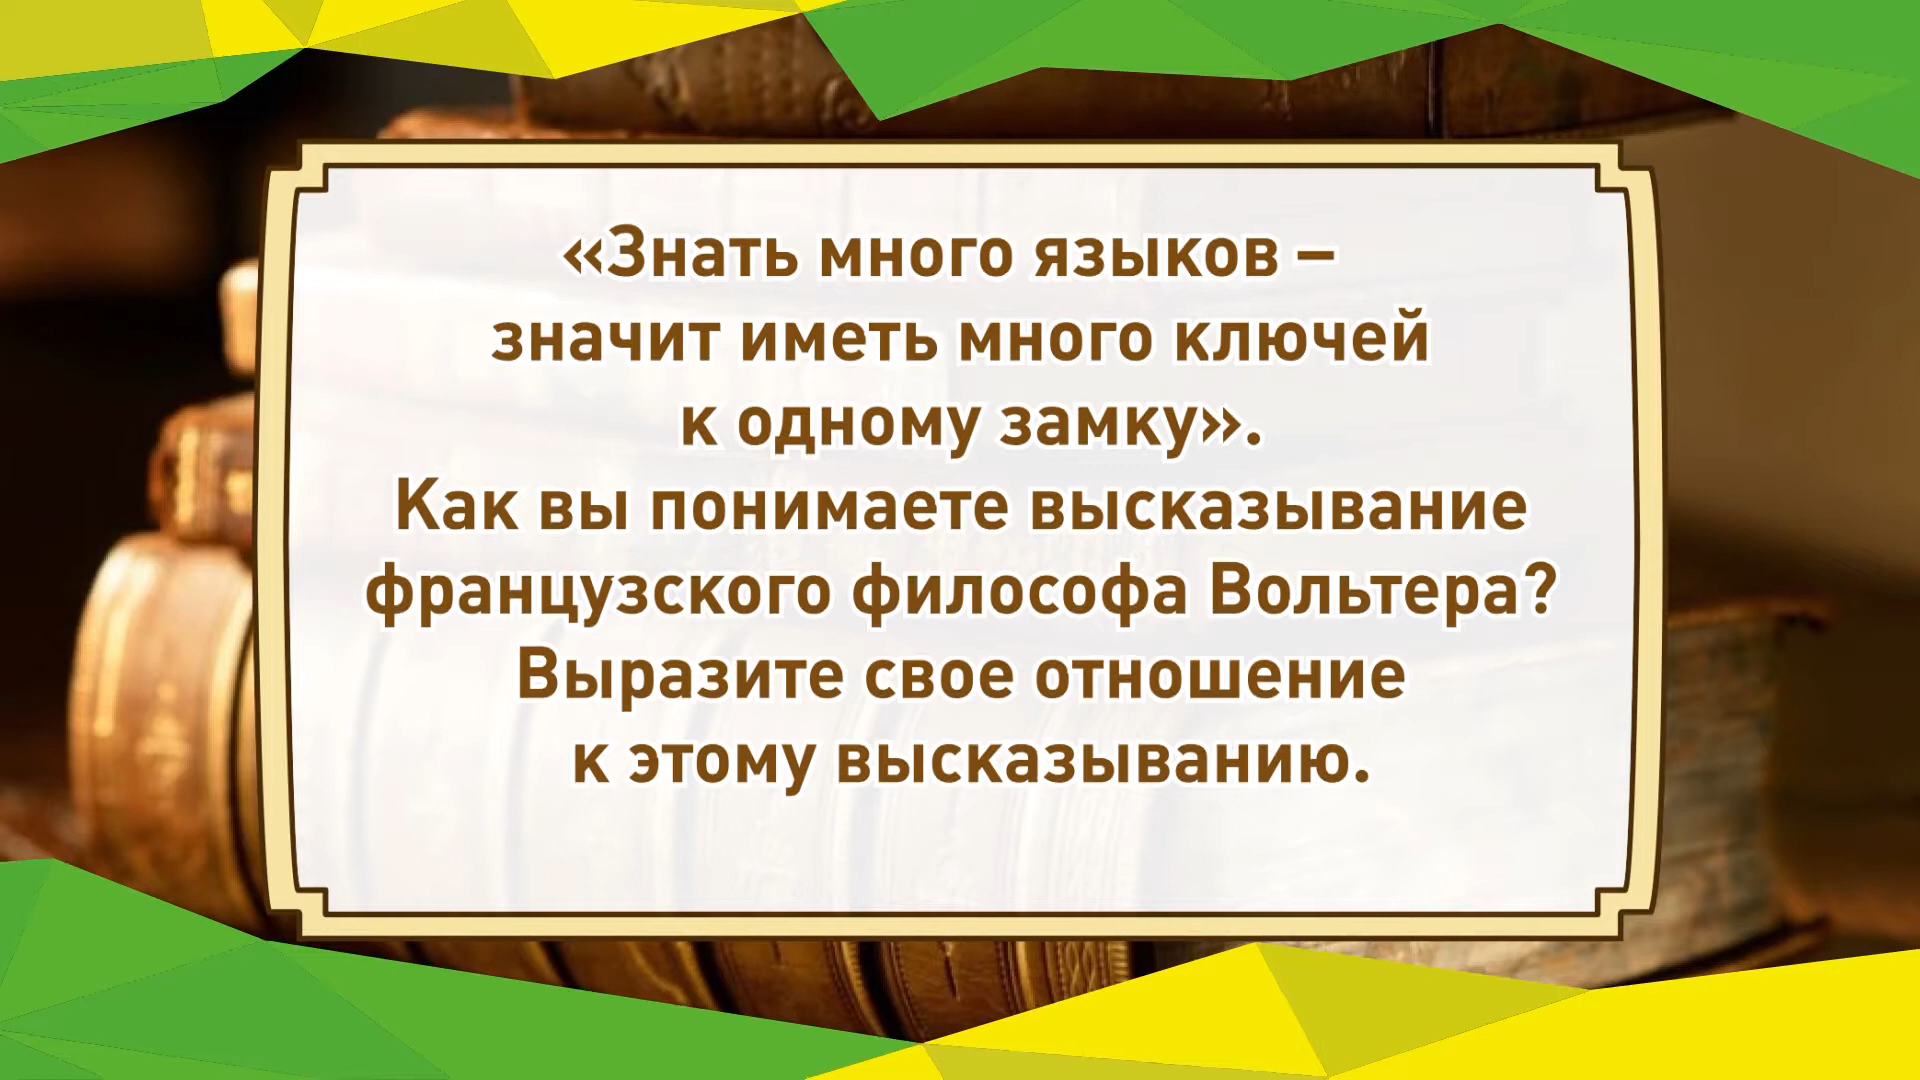 «Знать много языков –
значит иметь много ключей
к одному замку».
Как вы понимаете высказывание
французского философа Вольтера?
Выразите свое отношение
к этому высказыванию.